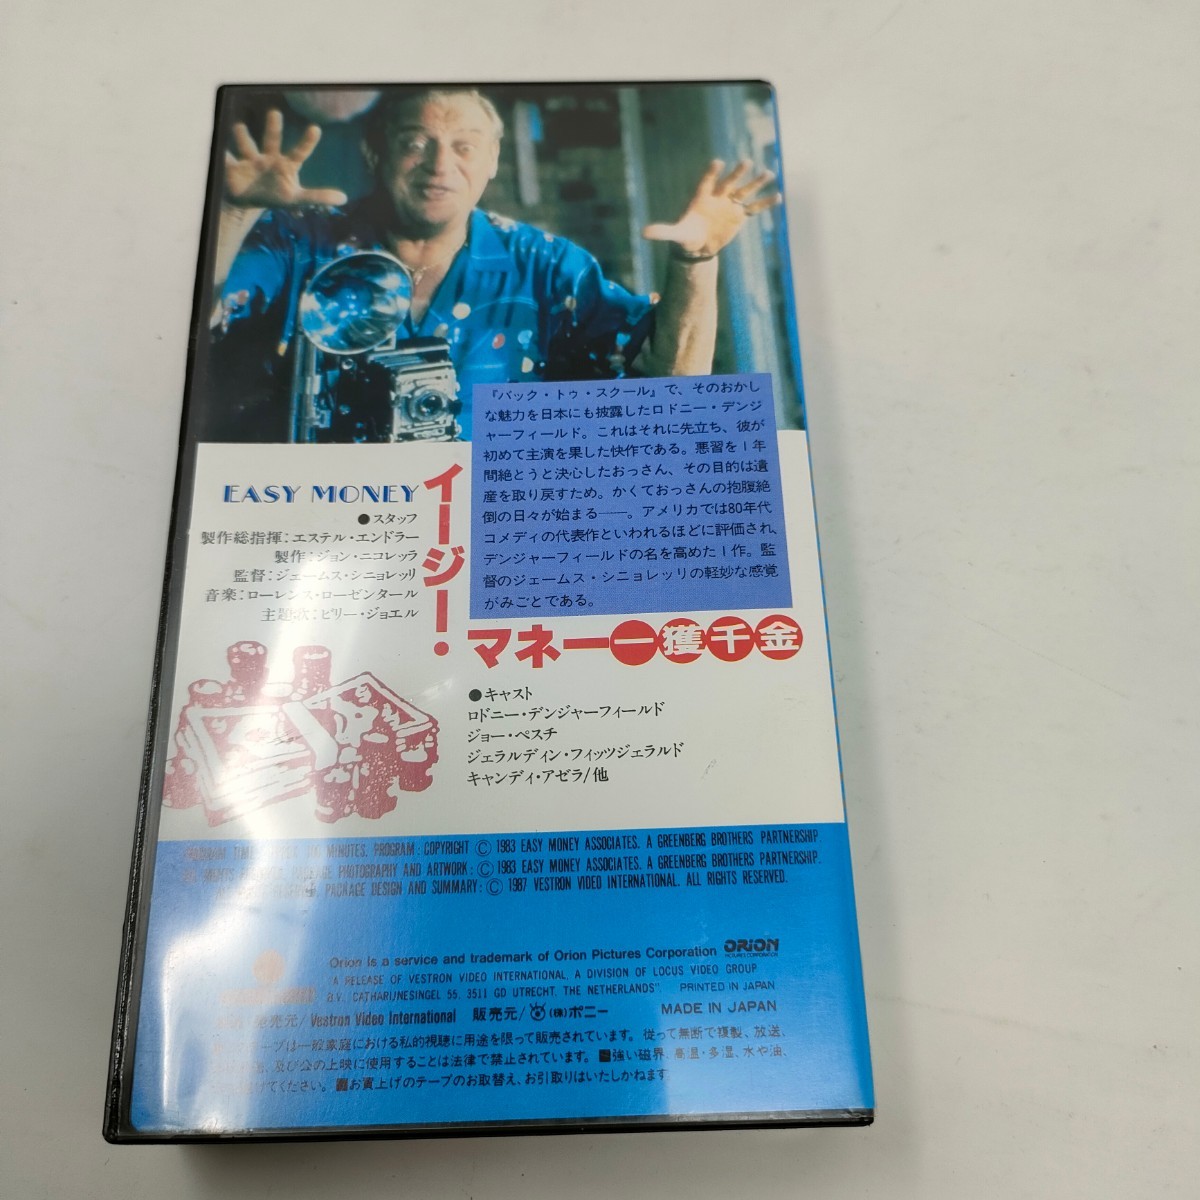 『バック・トゥ・スクール』で、そのおかし
な魅力を日本にも披露したロドニー・デンジ
ャーフィールド。これはそれに先立ち、彼が
初めて主演を果した快作である。悪習を1年
間絶とうと決心したおっさん、その目的は遺
産を取り戻すため。かくておっさんの抱腹絶
倒の日々が始まる——。アメリカでは80年代
コメディの代表作といわれるほどに評価され、
デンジャーフィールドの名を高めた1作。監
督のジェームス・シニョレッリの軽妙な感覚
がみごとである。
EASY MONEY
イージー・
マネー一獲千金
●スタッフ
製作総指揮:エステル・エンドラー
製作:ジョン・ニコレッラ
監督:ジェームス・シニョレッリ
音楽:ローレンス・ローゼンタール
主題歌:ビリー・ジョエル
●キャスト
ロドニー・デンジャーフィールド
ジョー・ペスチ
ジェラルディン・フィッツジェラルド
キャンディ・アゼラ/他
MINUTES. PROGRAM: COPYRIGHT Ⓒ 1983 EASY MONEY ASSOCIATES. A GREENBERG BROTHERS PARTNERSHIP.
PACKAGE PHOTOGRAPHY AND ARTWORK: Ⓒ 1983 EASY MONEY ASSOCIATES. A GREENBERG BROTHERS PARTNERSHIP.
PACKAGE DESIGN AND SUMMARY: Ⓒ 1987 VESTRON VIDEO INTERNATIONAL. ALL RIGHTS RESERVED.
Orion is a service and trademark of Orion Pictures Corporation ORION
PICTURES CORPORATION
"A RELEASE OF VESTRON VIDEO INTERNATIONAL, A DIVISION OF LOCUS VIDEO GROUP
B.V., CATHARIJNESINGEL 55, 3511 GD UTRECHT, THE NETHERLANDS". PRINTED IN JAPAN
発売元/Vestron Video International 販売元/(株)ポニー MADE IN JAPAN
テープは一般家庭における私的視聴に用途を限って販売されています。従って無断で複製、放送、
及び公の上映に使用することは法律で禁止されています。■強い磁界、高温・多湿、水や油、
けてください。■お買上げのテープのお取替え、お引取りはいたしかねます。